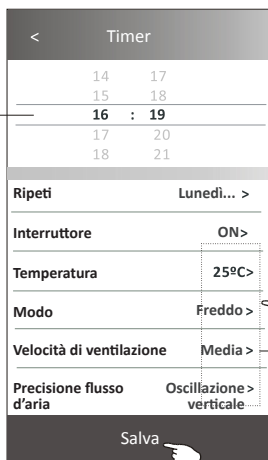 < Timer
14 17
15 18
16 : 19
17 20
18 21
Ripeti Lunedì... >
Interruttore ON>
Temperatura 25ºC>
Modo Freddo >
Velocità di ventilazione Media >
Precisione flusso Oscillazione >
d'aria verticale
Salva